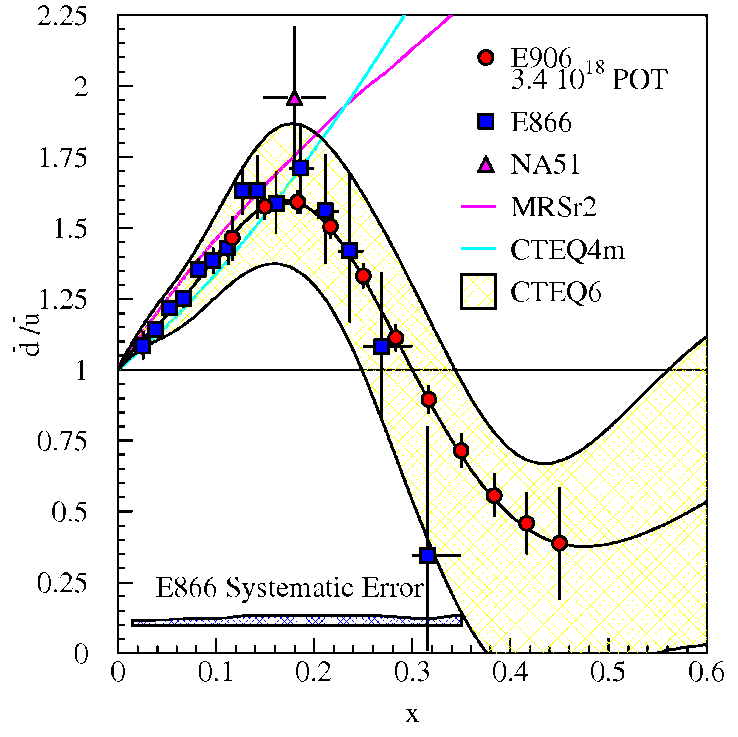 2.25
2
1.75
1.5
1.25
1
0.75
0.5
0.25
0
0 0.1 0.2 0.3 0.4 0.5 0.6
x
d̄/ū
E906
3.4 10¹⁸ POT
E866
NA51
MRSr2
CTEQ4m
CTEQ6
E866 Systematic Error